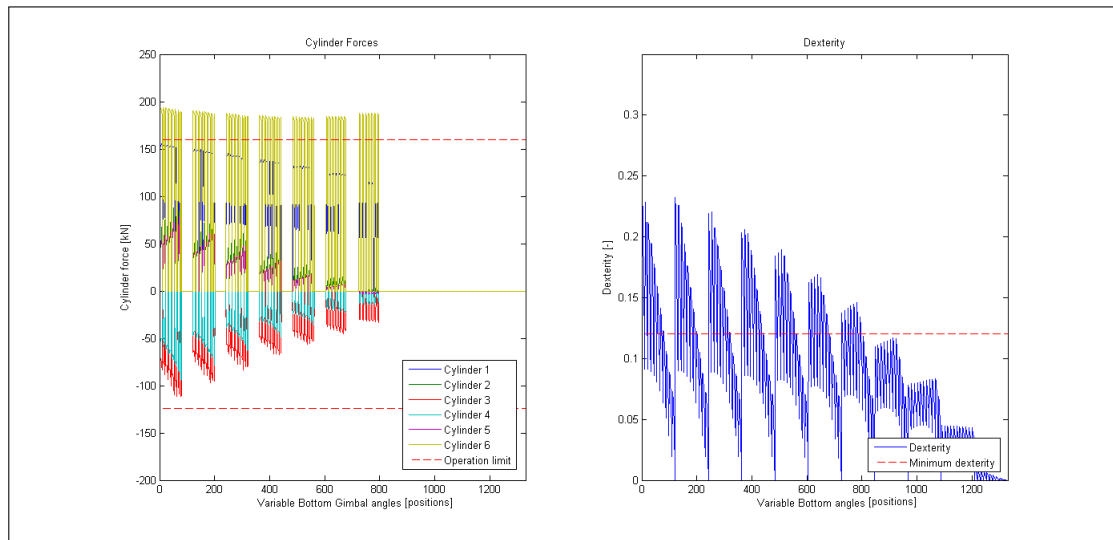 Cylinder Forces
250
200
150
100
50
0
-50
-100
-150
-200
Cylinder force [kN]
0 200 400 600 800 1000 1200
Variable Bottom Gimbal angles [positions]
Cylinder 1
Cylinder 2
Cylinder 3
Cylinder 4
Cylinder 5
Cylinder 6
Operation limit
Dexterity
0.3
0.25
0.2
0.15
0.1
0.05
0
Dexterity [-]
0 200 400 600 800 1000 1200
Variable Bottom angles [positions]
Dexterity
Minimum dexterity